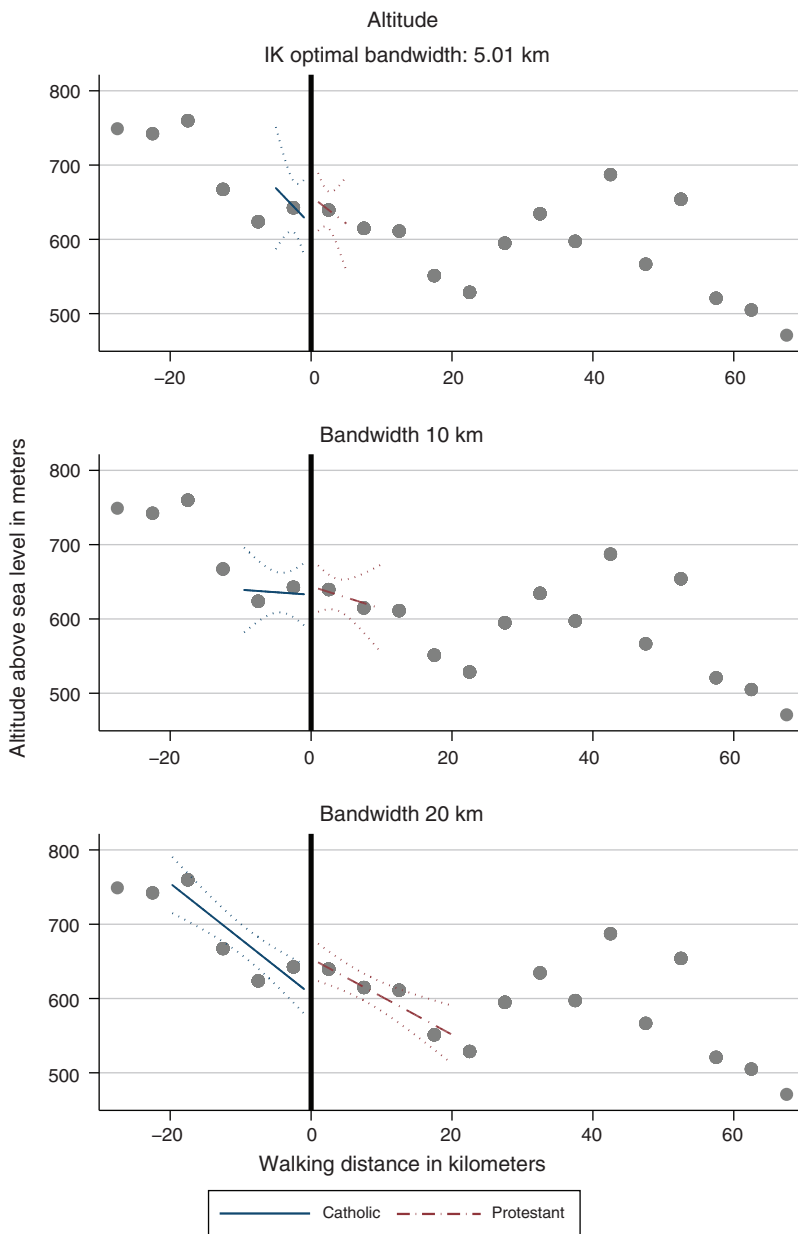 Altitude
IK optimal bandwidth: 5.01 km
800
700
600
500
−20 0 20 40 60
Bandwidth 10 km
800
700
600
500
−20 0 20 40 60
Bandwidth 20 km
800
700
600
500
−20 0 20 40 60
Altitude above sea level in meters
Walking distance in kilometers
Catholic Protestant